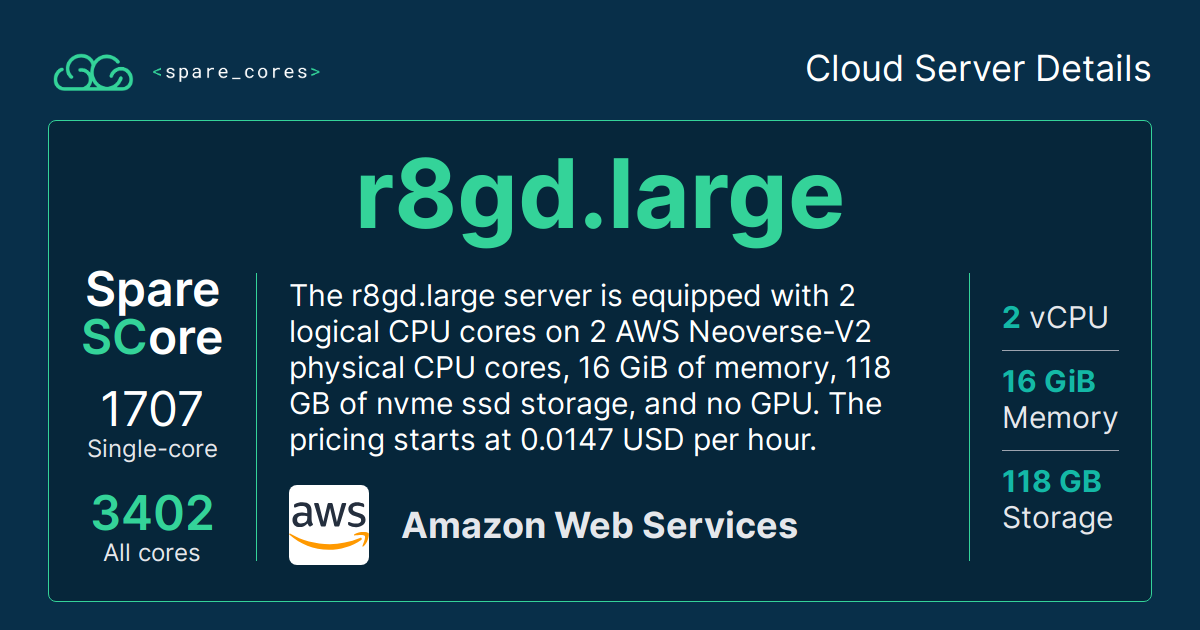 <spare_cores>
Cloud Server Details
r8gd.large
Spare
SCore
1707
Single-core
3402
All cores
The r8gd.large server is equipped with 2
logical CPU cores on 2 AWS Neoverse-V2
physical CPU cores, 16 GiB of memory, 118
GB of nvme ssd storage, and no GPU. The
pricing starts at 0.0147 USD per hour.
aws
Amazon Web Services
2 vCPU
16 GiB
Memory
118 GB
Storage